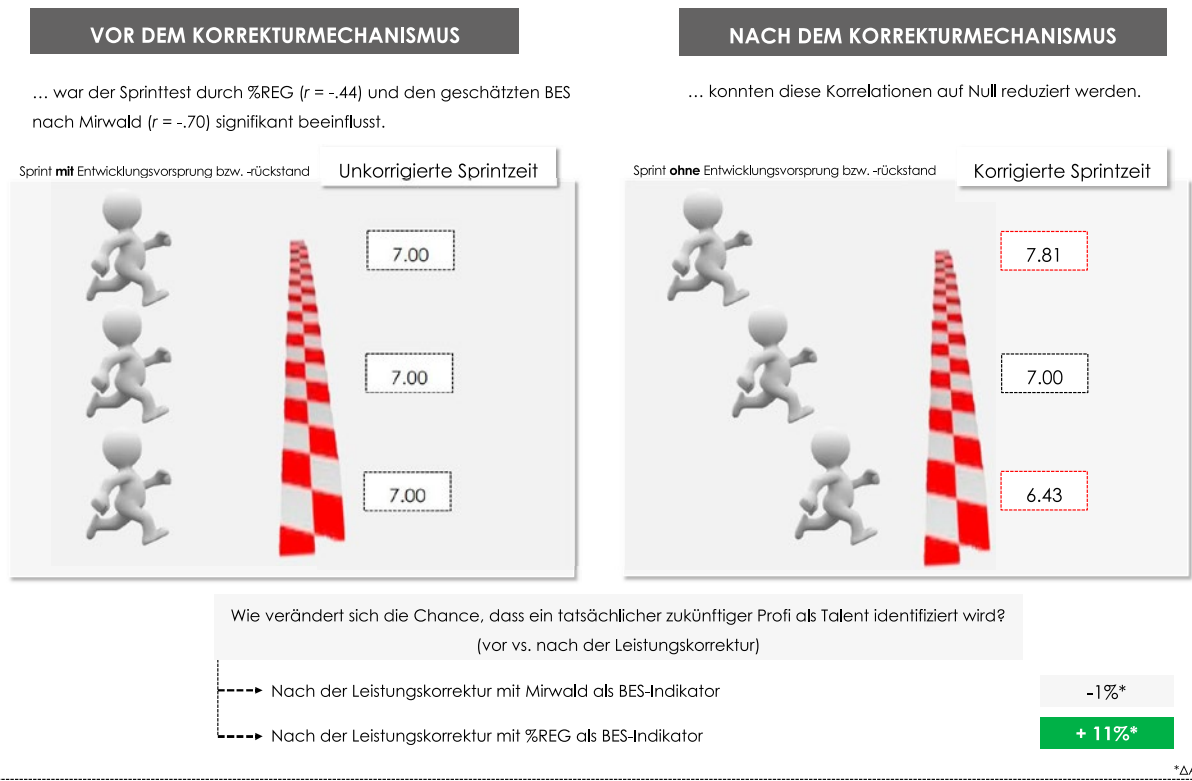 VOR DEM KORREKTURMECHANISMUS
… war der Sprinttest durch %REG (r = -.44) und den geschätzten BES
nach Mirwald (r = -.70) signifikant beeinflusst.
Sprint mit Entwicklungsvorsprung bzw. -rückstand
Unkorrigierte Sprintzeit
7.00
7.00
7.00
NACH DEM KORREKTURMECHANISMUS
… konnten diese Korrelationen auf Null reduziert werden.
Sprint ohne Entwicklungsvorsprung bzw. -rückstand
Korrigierte Sprintzeit
7.81
7.00
6.43
Wie verändert sich die Chance, dass ein tatsächlicher zukünftiger Profi als Talent identifiziert wird?
(vor vs. nach der Leistungskorrektur)
Nach der Leistungskorrektur mit Mirwald als BES-Indikator
-1%*
Nach der Leistungskorrektur mit %REG als BES-Indikator
+ 11%*